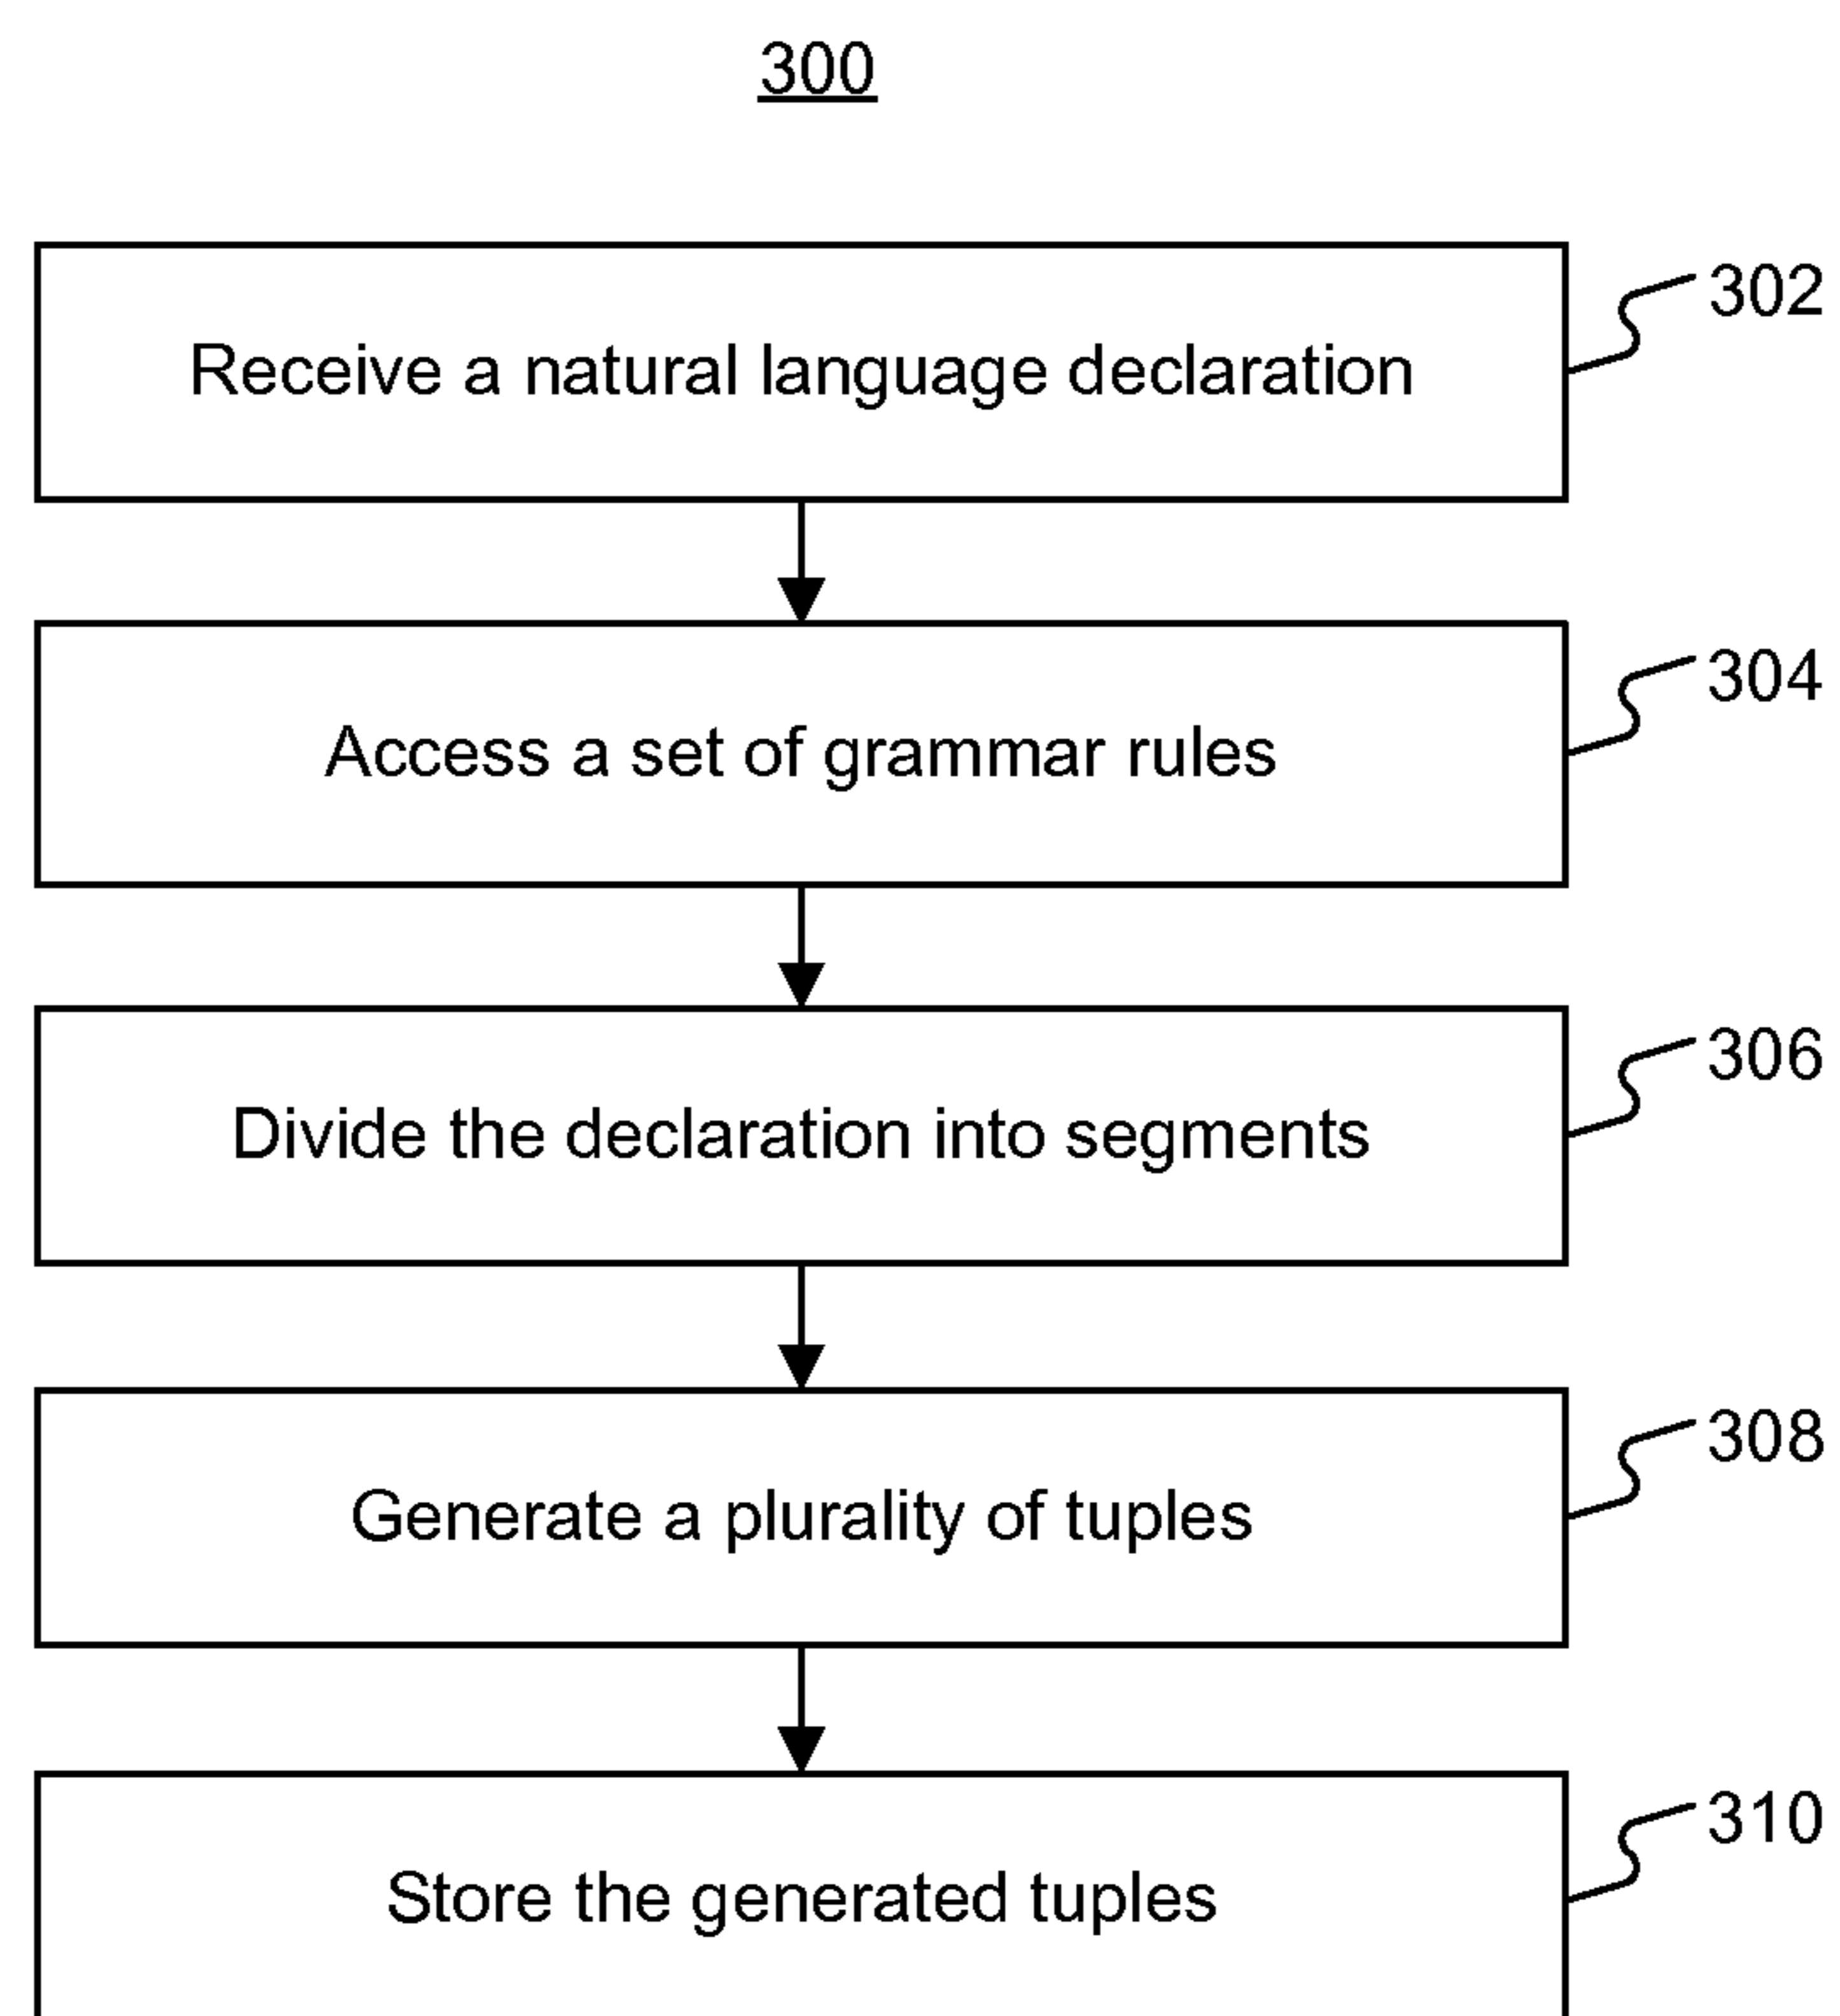 300
Receive a natural language declaration
302
Access a set of grammar rules
304
Divide the declaration into segments
306
Generate a plurality of tuples
308
Store the generated tuples
310